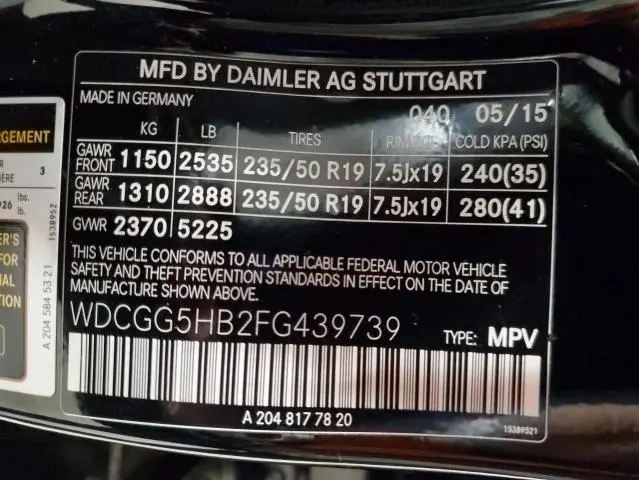 MFD BY DAIMLER AG STUTTGART
MADE IN GERMANY 040 05/15
KG LB TIRES COLD KPA (PSI)
GAWR FRONT 1150 2535 235/50 R19 7.5Jx19 240(35)
GAWR REAR 1310 2888 235/50 R19 7.5Jx19 280(41)
GVWR 2370 5225
THIS VEHICLE CONFORMS TO ALL APPLICABLE FEDERAL MOTOR VEHICLE
SAFETY AND THEFT PREVENTION STANDARDS IN EFFECT ON THE DATE OF
MANUFACTURE SHOWN ABOVE.
WDCGG5HB2FG439739 TYPE: MPV
A 204 817 78 20
15389521
3
lbs.
lb.
1538952
A 204 584 53 21